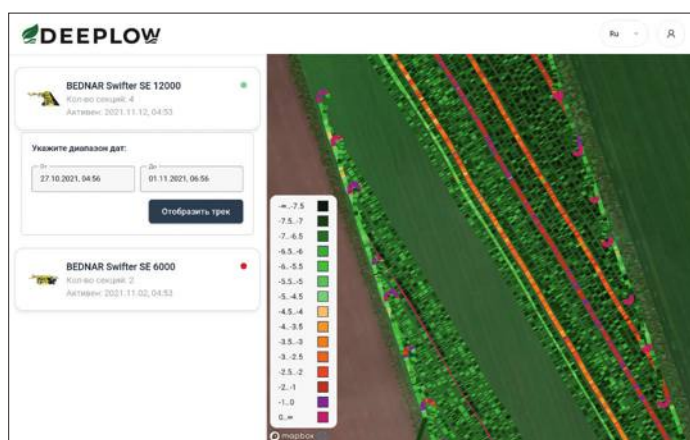 DEEPLOW
Ru
BEDNAR Swifter SE 12000
Кол-во секций: 4
Активен: 2021.11.12, 04:53
Укажите диапазон дат:
От
До
27.10.2021, 04:56
01.11.2021, 06:56
Отобразить трек
BEDNAR Swifter SE 6000
Кол-во секций: 2
Активен: 2021.11.02, 04:53
-∞..-7.5
-7.5..-7
-7..-6.5
-6.5..-6
-6..-5.5
-5.5..-5
-5..-4.5
-4.5..-4
-4..-3.5
-3.5..-3
-3..-2.5
-2.5..-2
-2..-1
-1..0
0..∞
mapbox